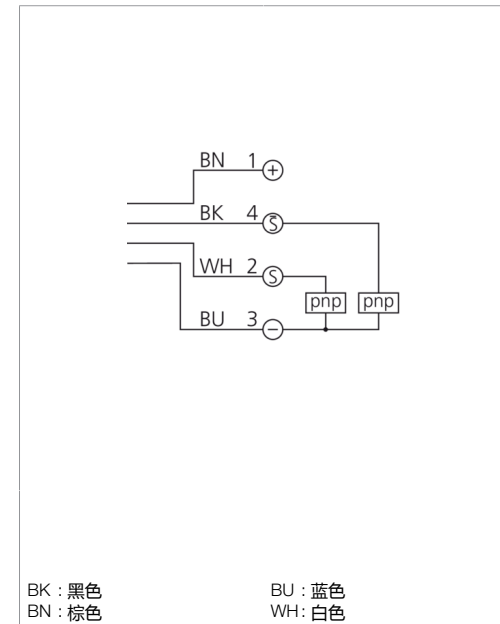 BN 1 +
BK 4 S̄
WH 2 S
pnp pnp
BU 3 −
BK : 黑色 BU : 蓝色
BN : 棕色 WH : 白色